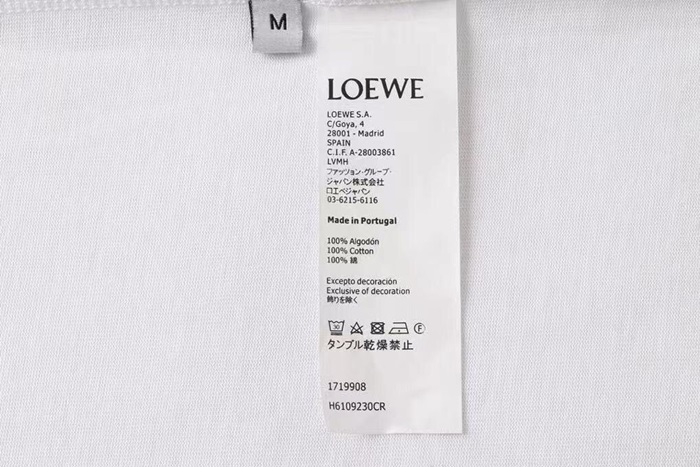 M
LOEWE
LOEWE S.A.
C/Goya, 4
28001 - Madrid
SPAIN
C.I.F. A-28003861
LVMH
ファッション・グループ・
ジャパン株式会社
ロエベジャパン
03-6215-6116
Made in Portugal
100% Algodón
100% Cotton
100% 綿
Excepto decoración
Exclusive of decoration
飾りを除く
30
F
タンブル乾燥禁止
1719908
H6109230CR